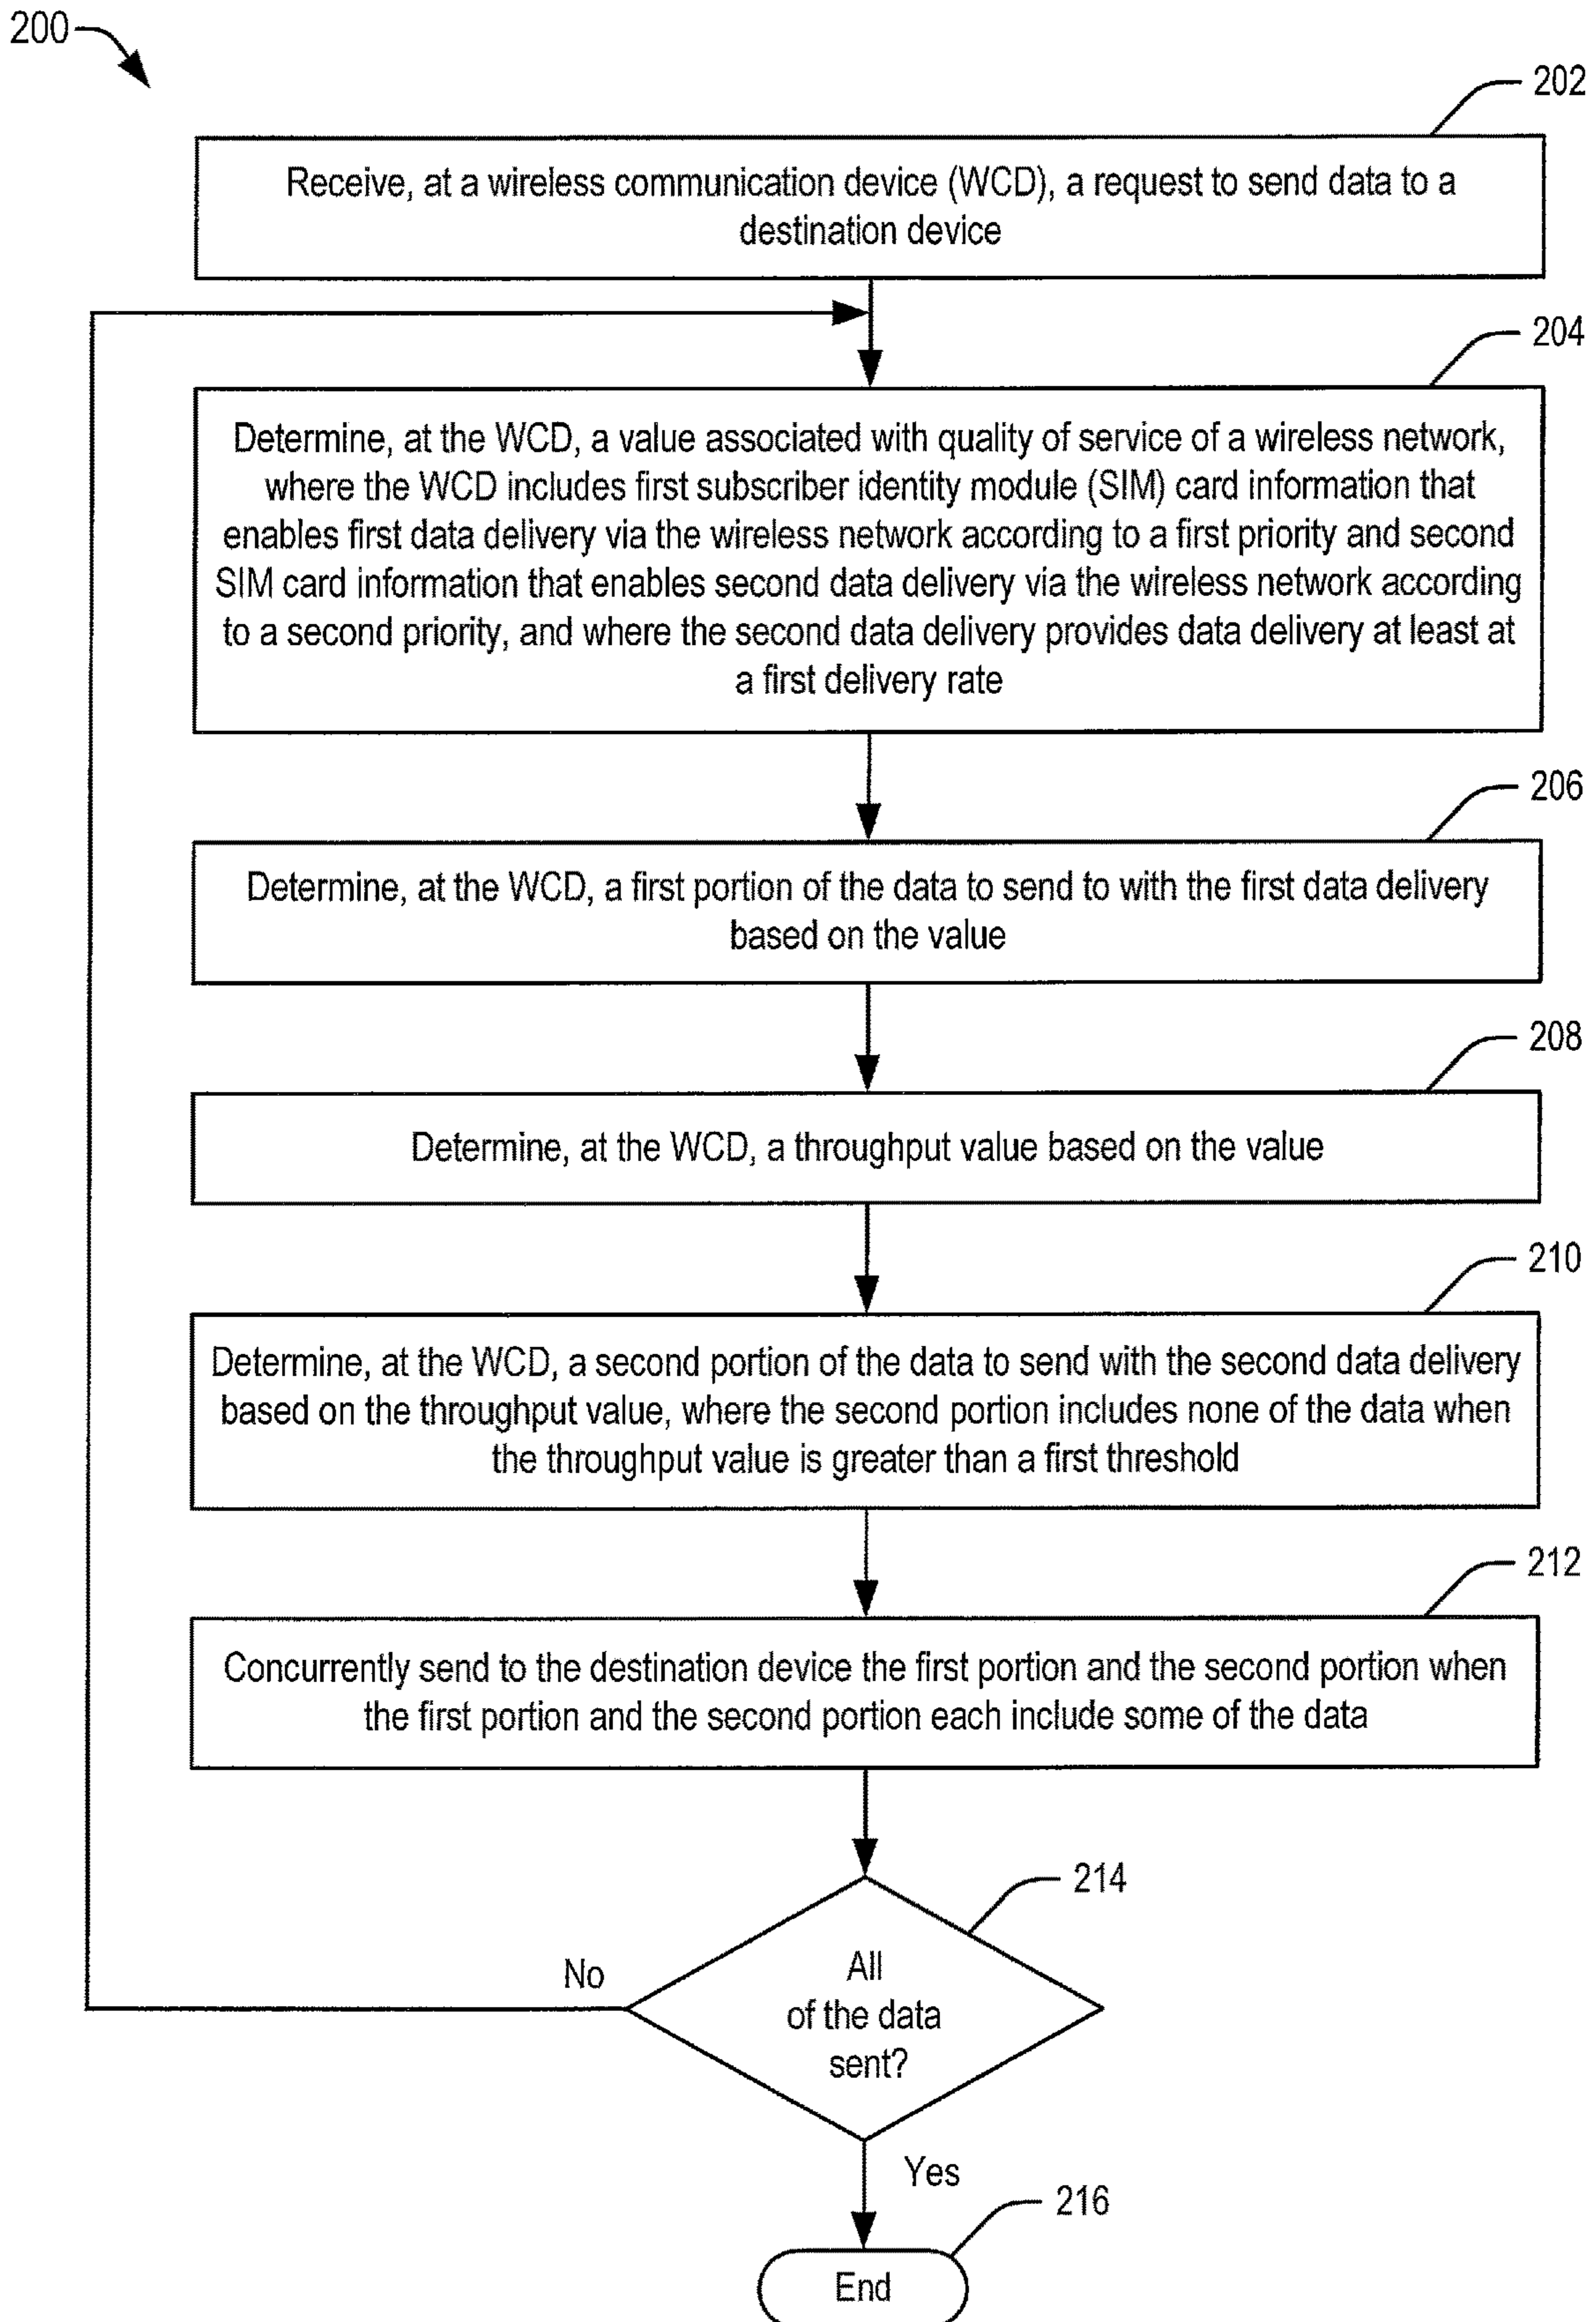 200
202
Receive, at a wireless communication device (WCD), a request to send data to a
destination device
204
Determine, at the WCD, a value associated with quality of service of a wireless network,
where the WCD includes first subscriber identity module (SIM) card information that
enables first data delivery via the wireless network according to a first priority and second
SIM card information that enables second data delivery via the wireless network according
to a second priority, and where the second data delivery provides data delivery at least at
a first delivery rate
206
Determine, at the WCD, a first portion of the data to send to with the first data delivery
based on the value
208
Determine, at the WCD, a throughput value based on the value
210
Determine, at the WCD, a second portion of the data to send with the second data delivery
based on the throughput value, where the second portion includes none of the data when
the throughput value is greater than a first threshold
212
Concurrently send to the destination device the first portion and the second portion when
the first portion and the second portion each include some of the data
214
No
All
of the data
sent?
Yes
216
End